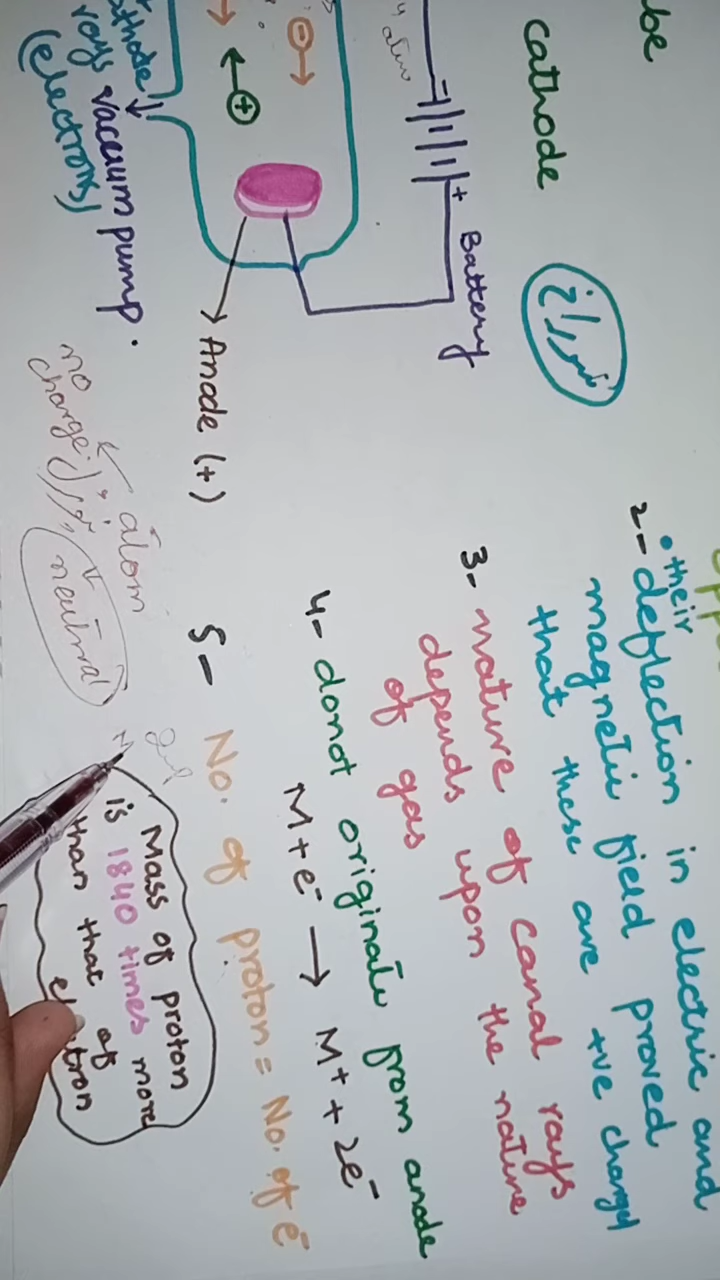 be
cathode
سوراخ
Battery
+
Anode (+)
+
cathode
rays vacuum pump.
(electrons)
their
2- deflection in electric and
magnetic field proved
that these are +ve charged
3- nature of canal rays
depends upon the nature
of gas
4- donot originate from anode
M + e⁻ → M⁺ + 2e⁻
5- No. of proton = No. of e⁻
atom
no
charge
neutral
Mass of proton
is 1840 times more
than that of
electron